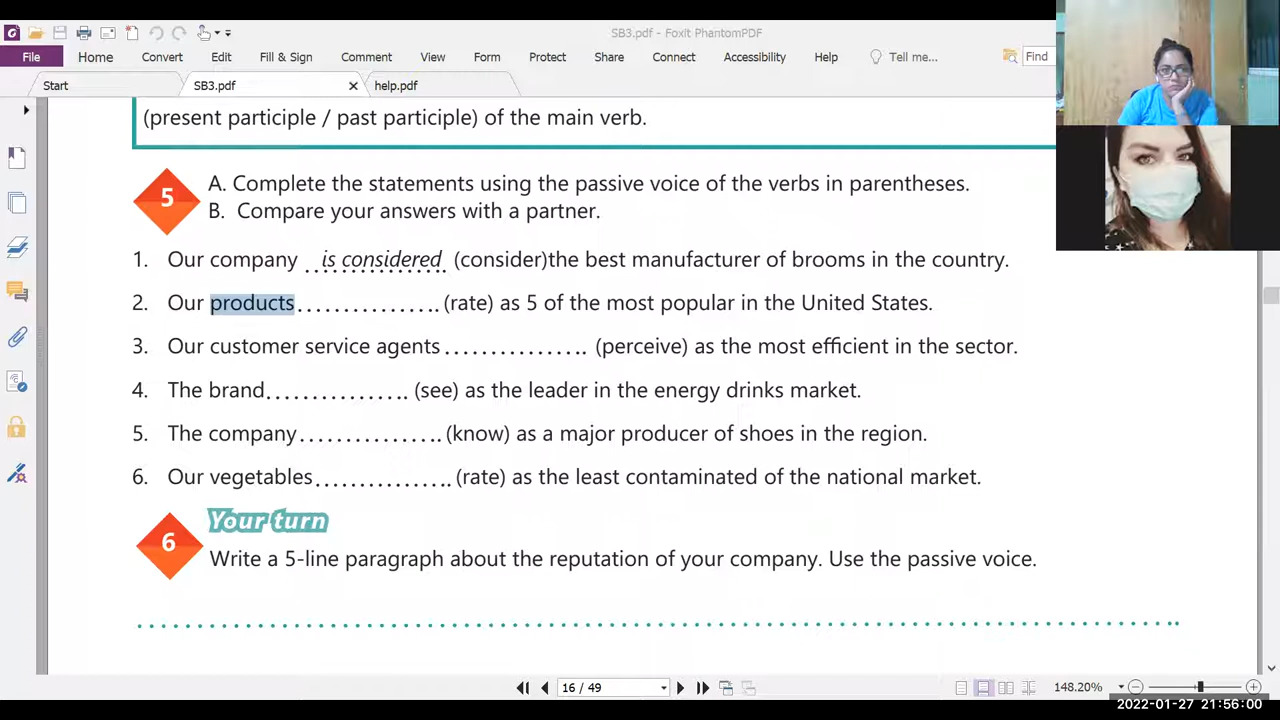 SB3.pdf - Foxit PhantomPDF
File Home Convert Edit Fill & Sign Comment View Form Protect Share Connect Accessibility Help Tell me... Find
Start SB3.pdf help.pdf
(present participle / past participle) of the main verb.
5
A. Complete the statements using the passive voice of the verbs in parentheses.
B. Compare your answers with a partner.
1. Our company is considered (consider)the best manufacturer of brooms in the country.
2. Our products................ (rate) as 5 of the most popular in the United States.
3. Our customer service agents ................ (perceive) as the most efficient in the sector.
4. The brand................ (see) as the leader in the energy drinks market.
5. The company................ (know) as a major producer of shoes in the region.
6. Our vegetables................ (rate) as the least contaminated of the national market.
6
Your turn
Write a 5-line paragraph about the reputation of your company. Use the passive voice.
16 / 49
148.20%
2022-01-27 21:56:00